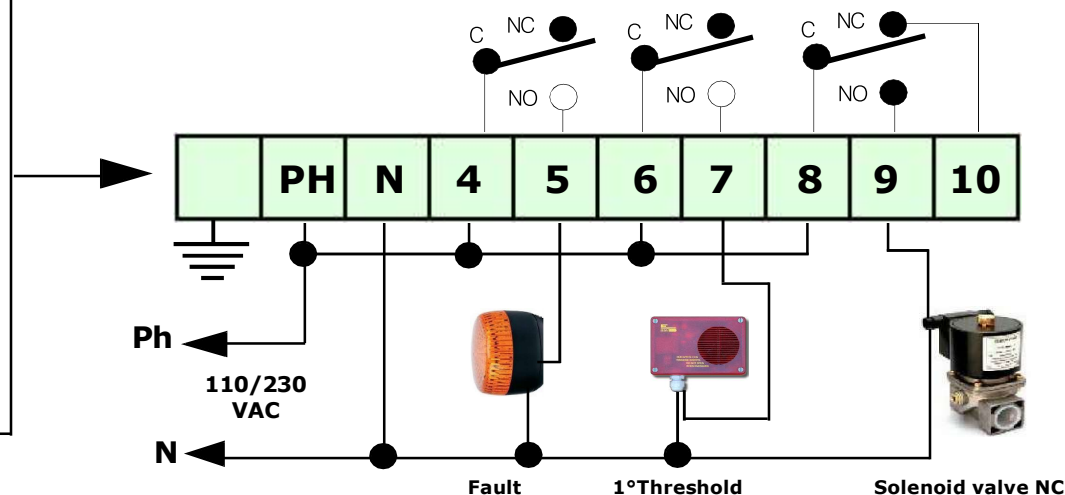 C NC C NC C NC
NO NO NO
PH N 4 5 6 7 8 9 10
Ph
110/230
VAC
N
Fault 1°Threshold Solenoid valve NC